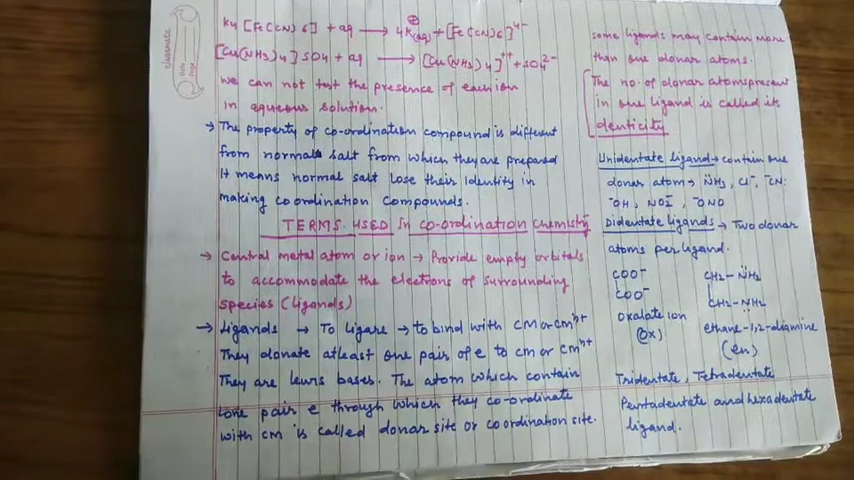 K4[Fe(CN)6] + aq → 4K⊕(aq) + [Fe(CN)6]4-
[Cu(NH3)4]SO4 + aq → [Cu(NH3)4]++ + SO4 2-
we can not test the presence of each ion
in aqueous solution.
→ The property of co-ordination compound is different
from normal salt from which they are prepared
It means normal salt Lose their Identity in
making coordination compounds.
TERMS USED In co-ordination chemistry
→ Central metal atom or ion → Provide empty orbitals
to accommodate the electrons of surrounding
species (ligands)
→ ligands → To ligare → to bind with CM or CMn+
They donate atleast one pair of e to CM or CMn+
They are lewis bases. The atom which contain
lone pair e through which they co-ordinate
with CM is called donar site or coordination site.
some ligands may contain more
than one donar atoms.
The no. of donar atoms present
in one ligand is called its
denticity
Unidentate ligand → contain one
donar atom → N̈H3, Cl-, -CN:
-OH, NO2-, -ONO
Didentate ligands → Two donar
atoms per ligand.
COO- CH2-N̈H2
COO- CH2-NH2
oxalate ion ethane-1,2-diamine
(ox) (en)
Tridentate, Tetradentate
Pentadentate and hexadentate
ligand.
classmate
Date
Page